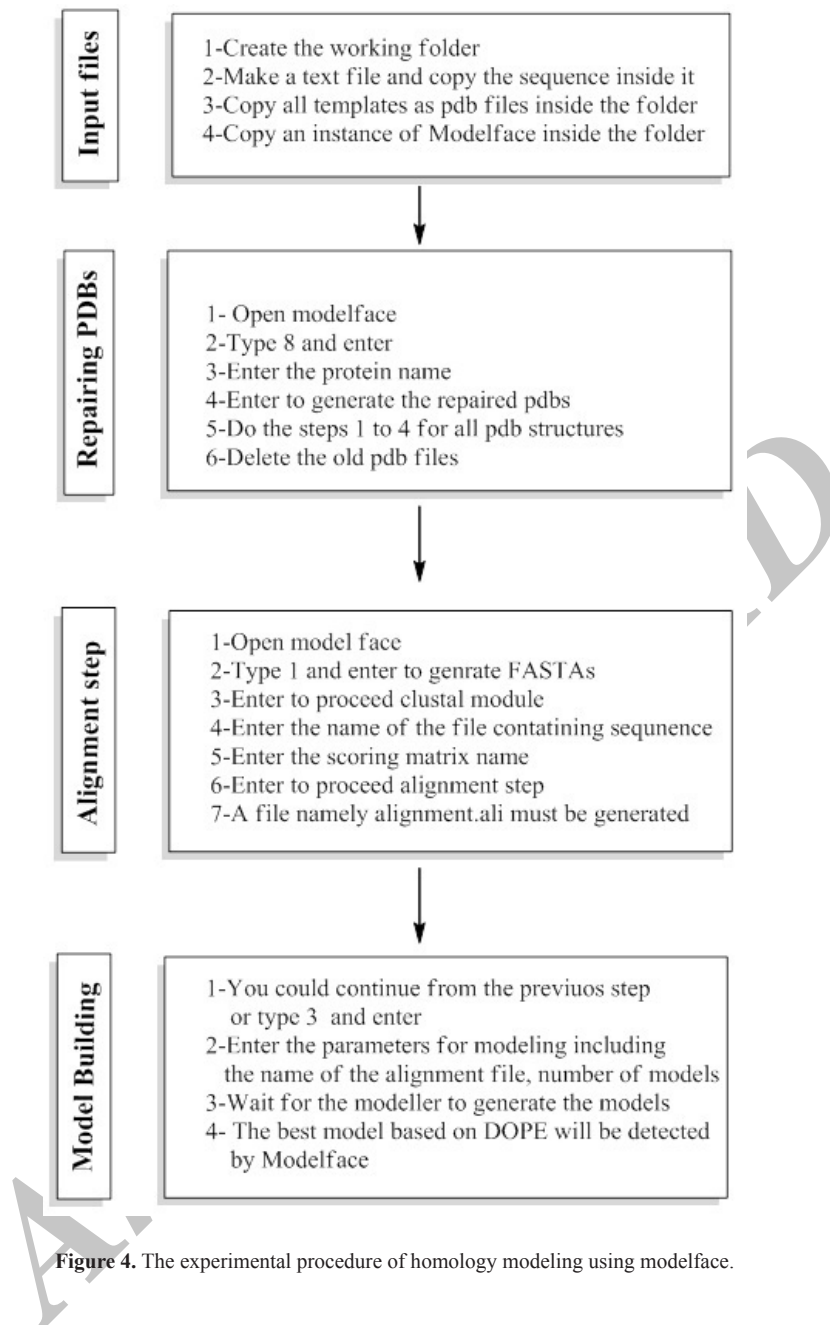 Input files
1-Create the working folder
2-Make a text file and copy the sequence inside it
3-Copy all templates as pdb files inside the folder
4-Copy an instance of Modelface inside the folder
Repairing PDBs
1- Open modelface
2-Type 8 and enter
3-Enter the protein name
4-Enter to generate the repaired pdbs
5-Do the steps 1 to 4 for all pdb structures
6-Delete the old pdb files
Alignment step
1-Open model face
2-Type 1 and enter to genrate FASTAs
3-Enter to proceed clustal module
4-Enter the name of the file contatining sequnence
5-Enter the scoring matrix name
6-Enter to proceed alignment step
7-A file namely alignment.ali must be generated
Model Building
1-You could continue from the previuos step
or type 3 and enter
2-Enter the parameters for modeling including
the name of the alignment file, number of models
3-Wait for the modeller to generate the models
4- The best model based on DOPE will be detected
by Modelface
Figure 4. The experimental procedure of homology modeling using modelface.